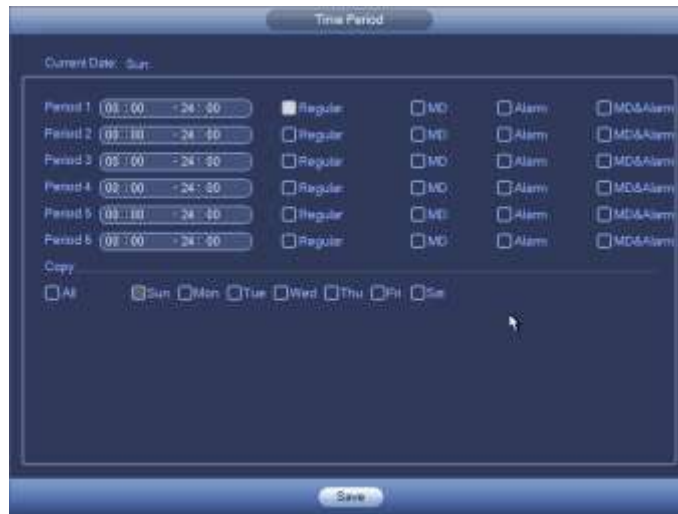 Time Period
Current Date: Sun
Period 1 00 : 00 - 24 : 00 Regular MD Alarm MD&Alarm
Period 2 00 : 00 - 24 : 00 Regular MD Alarm MD&Alarm
Period 3 00 : 00 - 24 : 00 Regular MD Alarm MD&Alarm
Period 4 00 : 00 - 24 : 00 Regular MD Alarm MD&Alarm
Period 5 00 : 00 - 24 : 00 Regular MD Alarm MD&Alarm
Period 6 00 : 00 - 24 : 00 Regular MD Alarm MD&Alarm
Copy
All Sun Mon Tue Wed Thu Fri Sat
Save